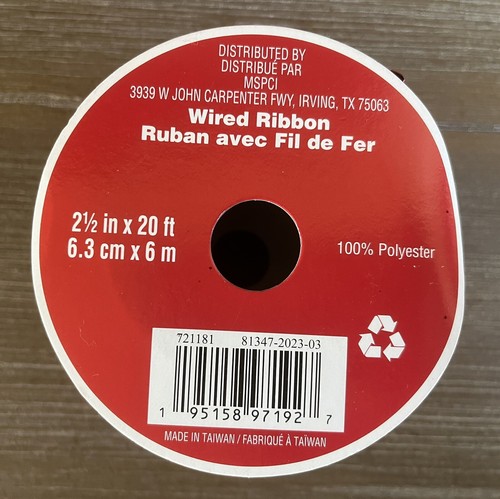 DISTRIBUTED BY
DISTRIBUÉ PAR
MSPCI
3939 W JOHN CARPENTER FWY, IRVING, TX 75063
Wired Ribbon
Ruban avec Fil de Fer
2½ in x 20 ft
6.3 cm x 6 m
100% Polyester
721181 81347-2023-03
1 95158 97192 7
MADE IN TAIWAN / FABRIQUÉ À TAÏWAN